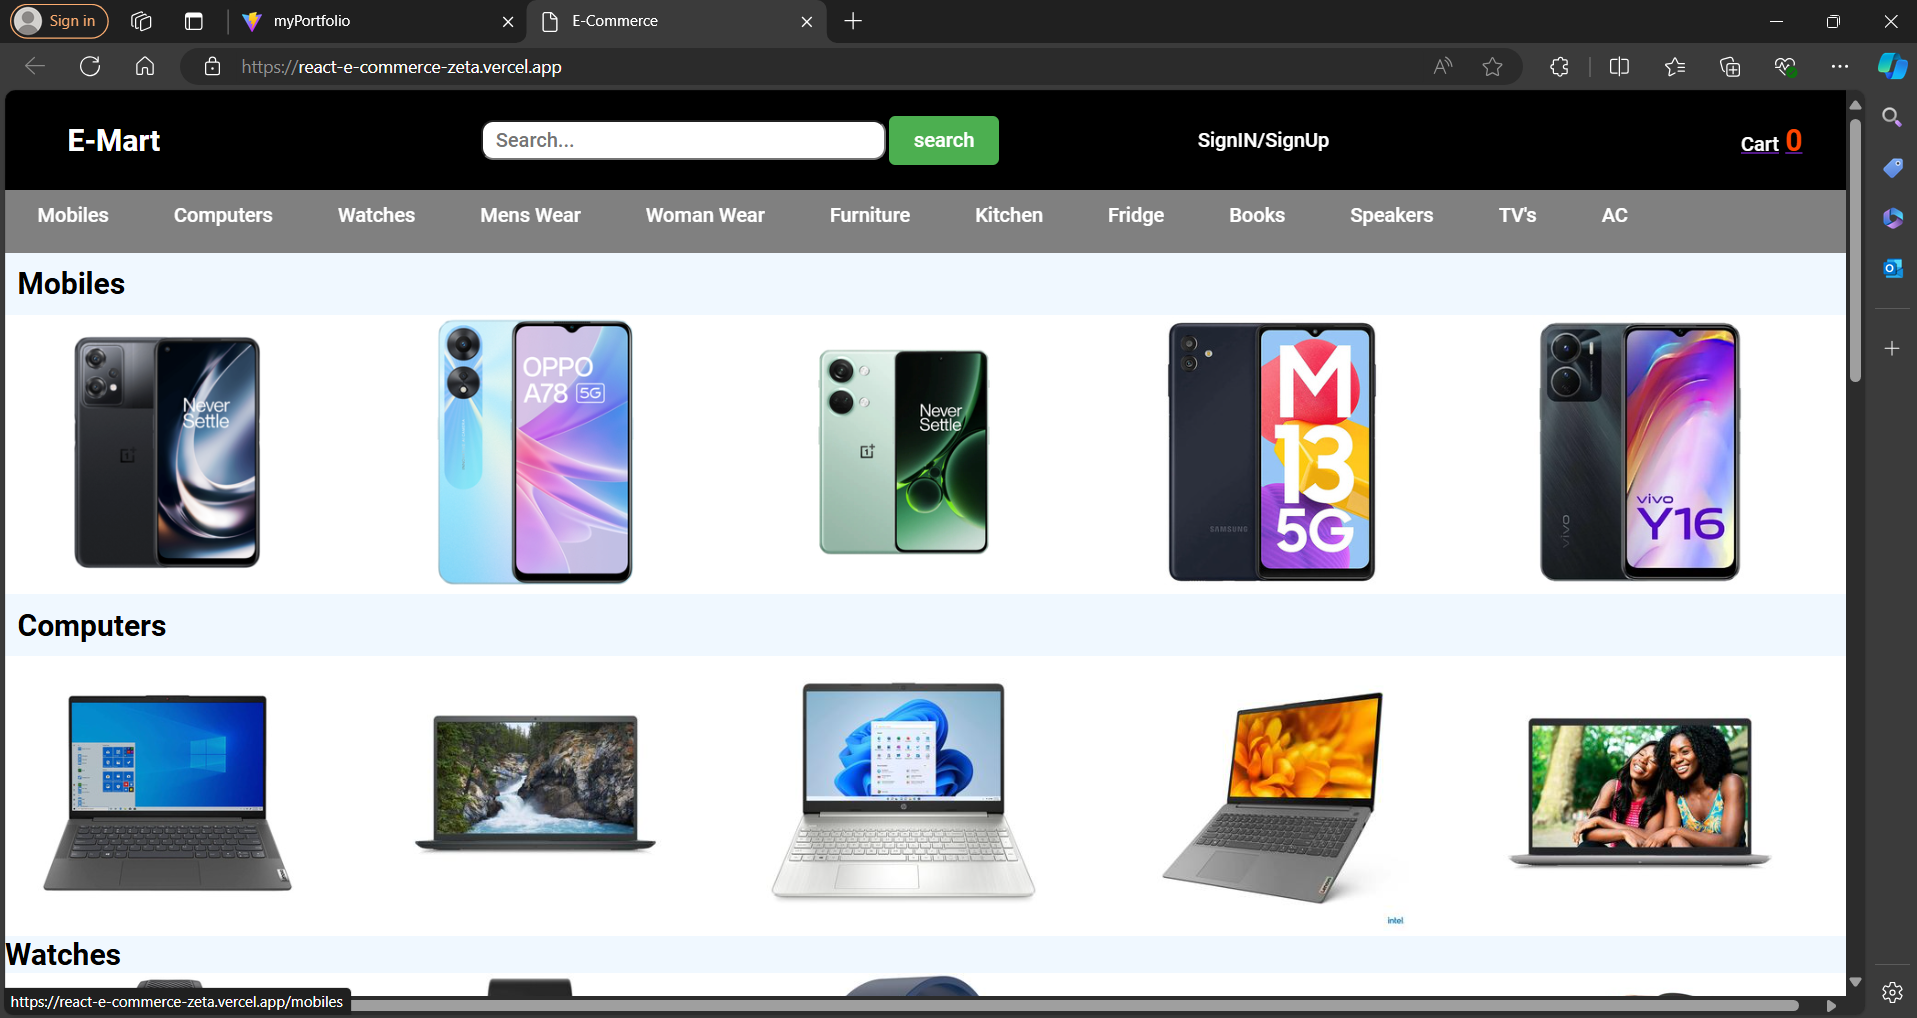 Sign in
myPortfolio
E-Commerce
https://react-e-commerce-zeta.vercel.app
E-Mart
Search...
search
SignIN/SignUp
Cart 0
Mobiles
Computers
Watches
Mens Wear
Woman Wear
Furniture
Kitchen
Fridge
Books
Speakers
TV's
AC
Mobiles
Never
Settle
OPPO
A78 5G
Never
Settle
SAMSUNG
M
13
5G
vivo
vivo
Y16
Computers
Lenovo
intel
Watches
https://react-e-commerce-zeta.vercel.app/mobiles